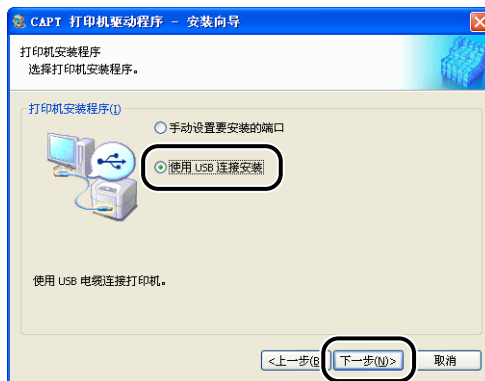 CAPT 打印机驱动程序 - 安装向导
打印机安装程序
选择打印机安装程序。
打印机安装程序(I)
手动设置要安装的端口
使用 USB 连接安装
使用 USB 电缆连接打印机。
<上一步(B 下一步(N)> 取消